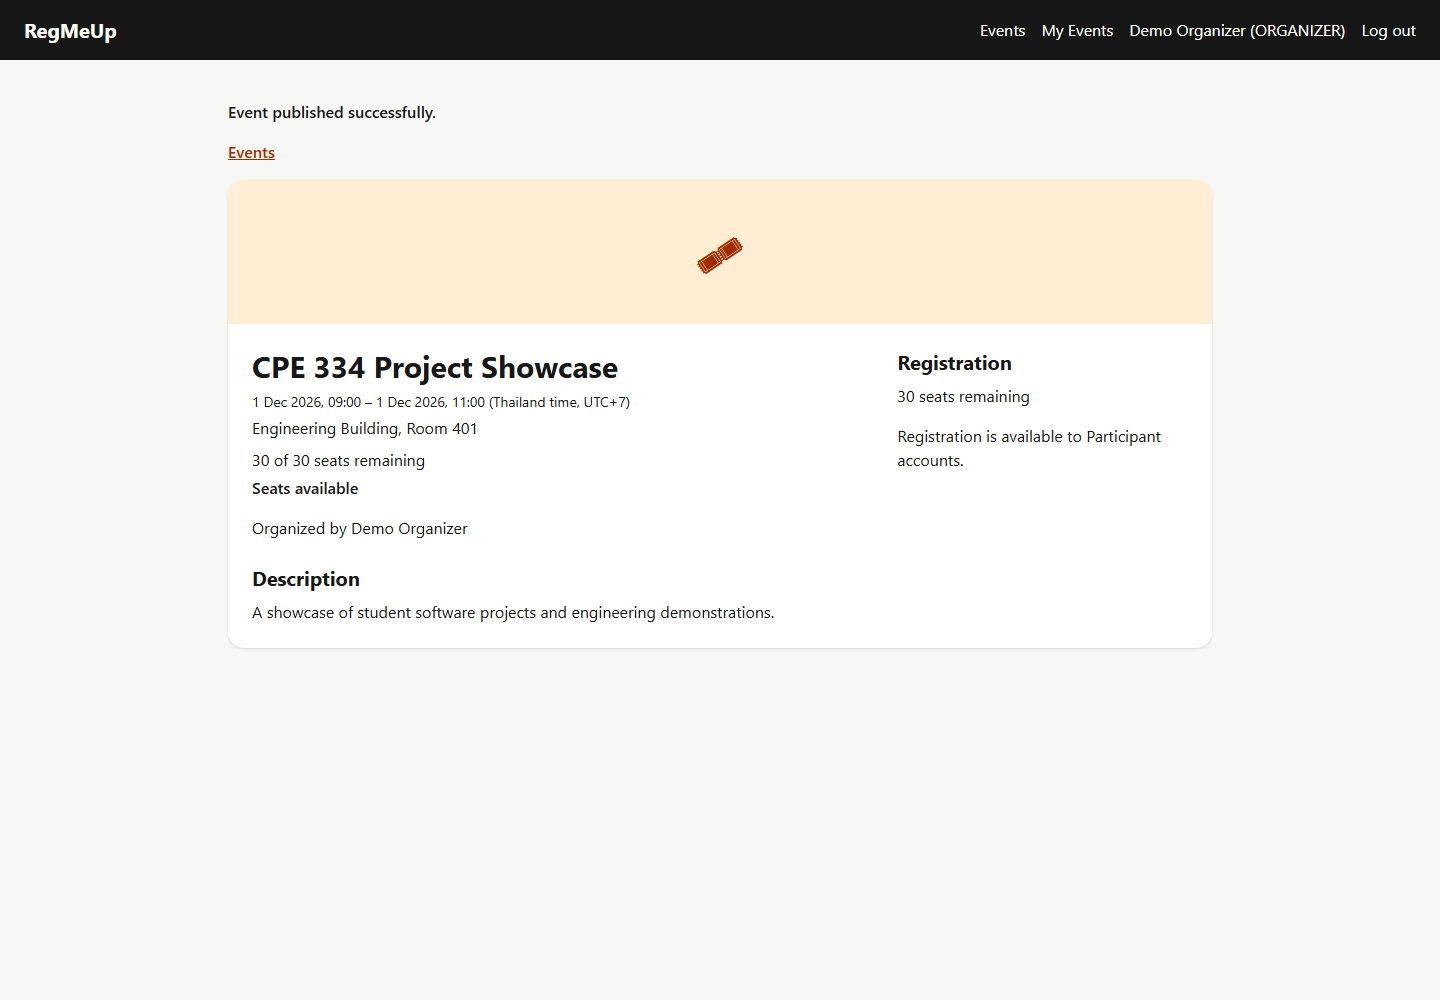 RegMeUp
Events
My Events
Demo Organizer (ORGANIZER)
Log out
Event published successfully.
Events
CPE 334 Project Showcase
1 Dec 2026, 09:00 – 1 Dec 2026, 11:00 (Thailand time, UTC+7)
Engineering Building, Room 401
30 of 30 seats remaining
Seats available
Organized by Demo Organizer
Description
A showcase of student software projects and engineering demonstrations.
Registration
30 seats remaining
Registration is available to Participant
accounts.